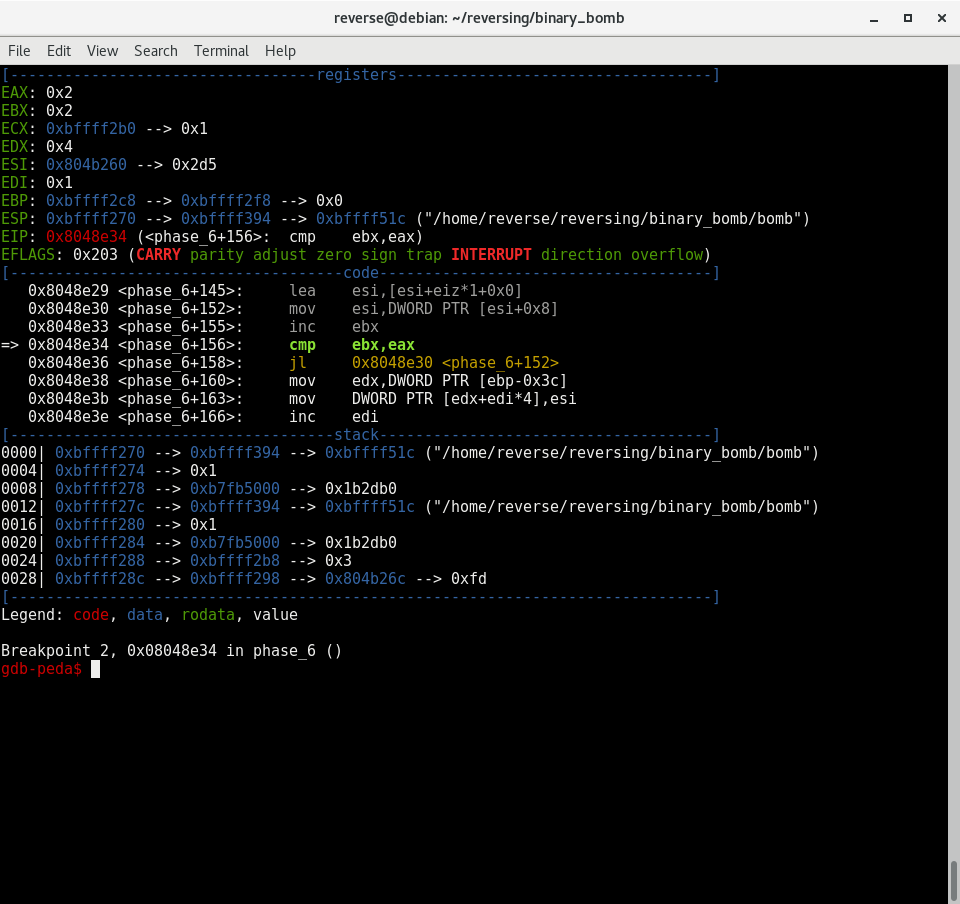 reverse@debian: ~/reversing/binary_bomb
File Edit View Search Terminal Help
[----------------------------------registers-----------------------------------]
EAX: 0x2
EBX: 0x2
ECX: 0xbffff2b0 --> 0x1
EDX: 0x4
ESI: 0x804b260 --> 0x2d5
EDI: 0x1
EBP: 0xbffff2c8 --> 0xbffff2f8 --> 0x0
ESP: 0xbffff270 --> 0xbffff394 --> 0xbffff51c ("/home/reverse/reversing/binary_bomb/bomb")
EIP: 0x8048e34 (<phase_6+156>:  cmp    ebx,eax)
EFLAGS: 0x203 (CARRY parity adjust zero sign trap INTERRUPT direction overflow)
[-------------------------------------code-------------------------------------]
   0x8048e29 <phase_6+145>:     lea    esi,[esi+eiz*1+0x0]
   0x8048e30 <phase_6+152>:     mov    esi,DWORD PTR [esi+0x8]
   0x8048e33 <phase_6+155>:     inc    ebx
=> 0x8048e34 <phase_6+156>:     cmp    ebx,eax
   0x8048e36 <phase_6+158>:     jl     0x8048e30 <phase_6+152>
   0x8048e38 <phase_6+160>:     mov    edx,DWORD PTR [ebp-0x3c]
   0x8048e3b <phase_6+163>:     mov    DWORD PTR [edx+edi*4],esi
   0x8048e3e <phase_6+166>:     inc    edi
[------------------------------------stack-------------------------------------]
0000| 0xbffff270 --> 0xbffff394 --> 0xbffff51c ("/home/reverse/reversing/binary_bomb/bomb")
0004| 0xbffff274 --> 0x1
0008| 0xbffff278 --> 0xb7fb5000 --> 0x1b2db0
0012| 0xbffff27c --> 0xbffff394 --> 0xbffff51c ("/home/reverse/reversing/binary_bomb/bomb")
0016| 0xbffff280 --> 0x1
0020| 0xbffff284 --> 0xb7fb5000 --> 0x1b2db0
0024| 0xbffff288 --> 0xbffff2b8 --> 0x3
0028| 0xbffff28c --> 0xbffff298 --> 0x804b26c --> 0xfd
[------------------------------------------------------------------------------]
Legend: code, data, rodata, value
Breakpoint 2, 0x08048e34 in phase_6 ()
gdb-peda$